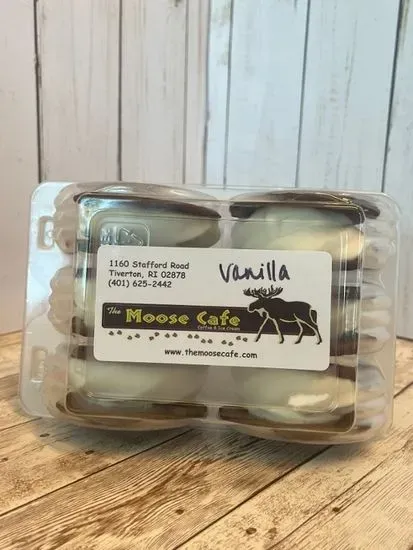 1160 Stafford Road
Tiverton, RI 02878
(401) 625-2442
Vanilla
The Moose Cafe
Coffee & Ice Cream
www.themoosecafe.com